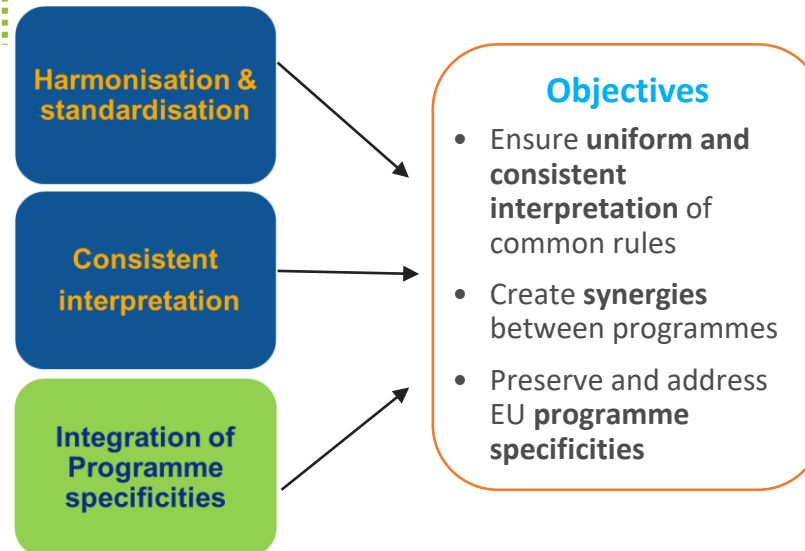 Harmonisation &
standardisation
Consistent
interpretation
Integration of
Programme
specificities
Objectives
• Ensure uniform and
consistent
interpretation of
common rules
• Create synergies
between programmes
• Preserve and address
EU programme
specificities